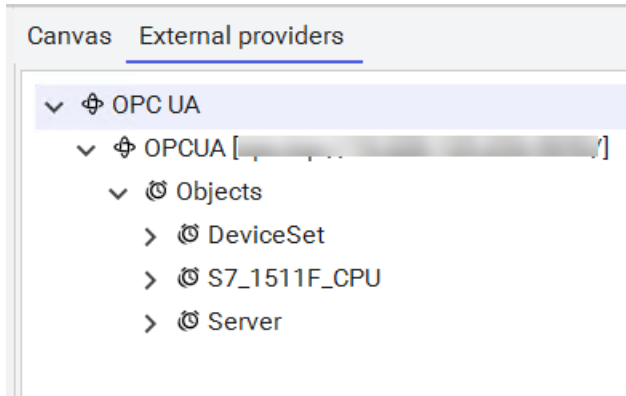 Canvas External providers
OPC UA
OPCUA [ /]
Objects
DeviceSet
S7_1511F_CPU
Server